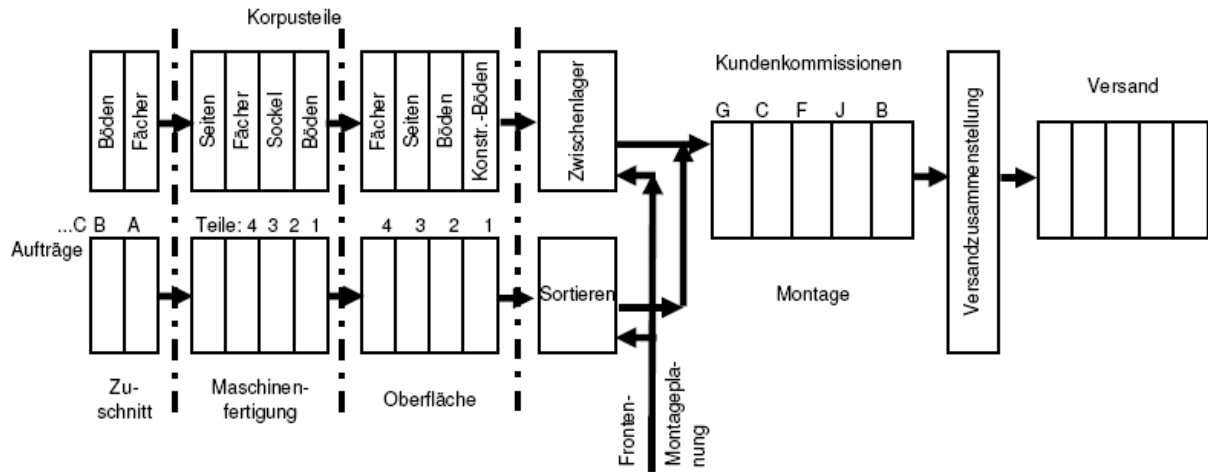 Korpusteile
Böden
Fächer
Seiten
Fächer
Sockel
Böden
Fächer
Seiten
Böden
Konstr.-Böden
Zwischenlager
Kundenkommissionen
G C F J B
Versandzusammenstellung
Versand
...C B A
Aufträge
Teile: 4 3 2 1
4 3 2 1
Sortieren
Montage
Zu-
schnitt
Maschinen-
fertigung
Oberfläche
Fronten-
Montagepla-
nung